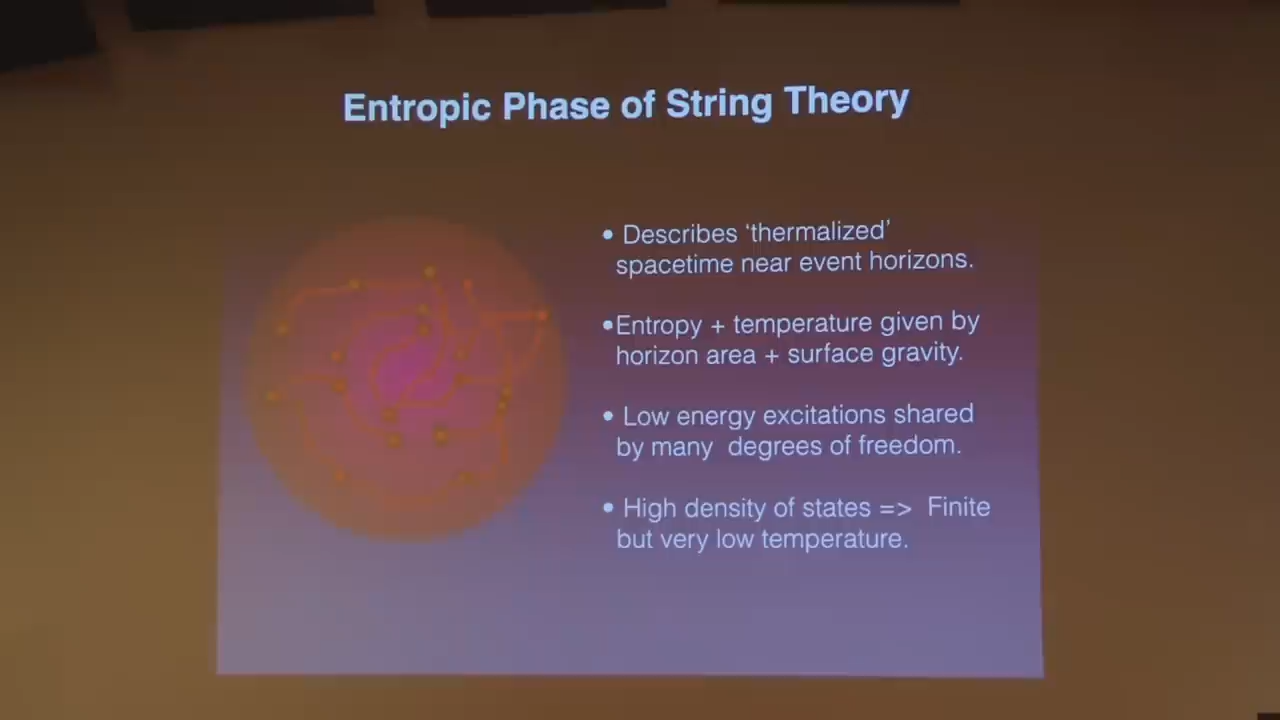 Entropic Phase of String Theory
• Describes ‘thermalized’
spacetime near event horizons.
•Entropy + temperature given by
horizon area + surface gravity.
• Low energy excitations shared
by many degrees of freedom.
• High density of states => Finite
but very low temperature.